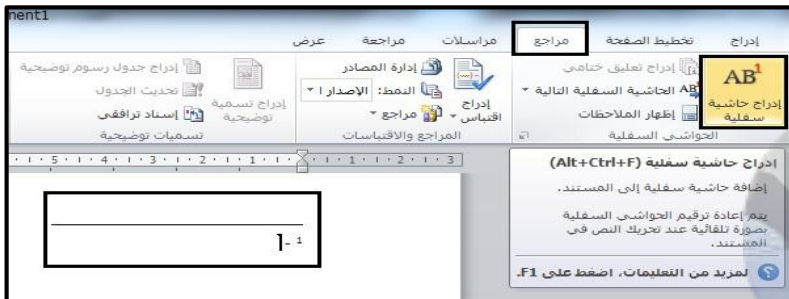 ment1
إدراج تخطيط الصفحة مراجع مراسلات مراجعة عرض
AB1
إدراج حاشية سفلية
إدراج تعليق ختامي
AB الحاشية السفلية التالية
إظهار الملاحظات
الحواشي السفلية
إدراج اقتباس
إدارة المصادر
النمط: الإصدار ا
مراجع
المراجع والاقتباسات
إدراج تسمية توضيحية
إدراج جدول رسوم توضيحية
تحديث الجدول
إسناد ترافقي
تسميات توضيحية
3 2 1 1 2 3 4 5
إدراج حاشية سفلية (Alt+Ctrl+F)
إضافة حاشية سفلية إلى المستند.
يتم إعادة ترقيم الحواشي السفلية
بصورة تلقائية عند تحريك النص في
المستند.
لمزيد من التعليمات، اضغط على F1.
1 -